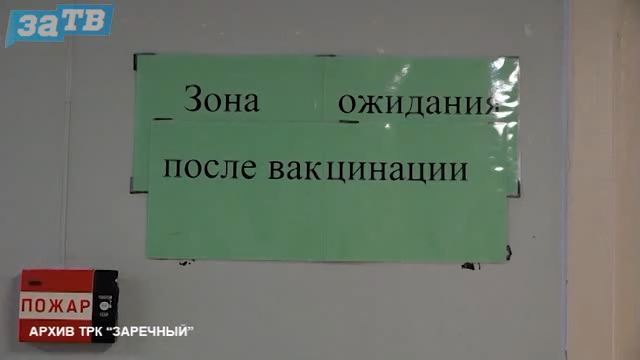 заТВ
Зона ожидания
после вакцинации
ПОЖАР
АРХИВ ТРК “ЗАРЕЧНЫЙ”